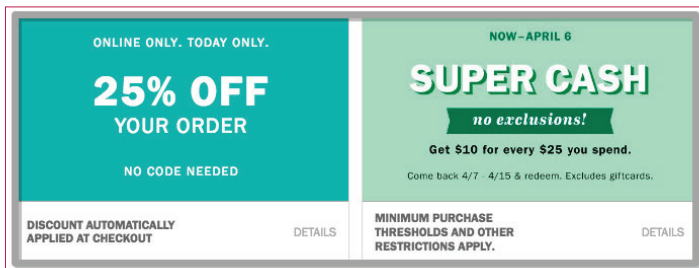 ONLINE ONLY. TODAY ONLY.
25% OFF
YOUR ORDER
NO CODE NEEDED
DISCOUNT AUTOMATICALLY
APPLIED AT CHECKOUT
DETAILS
NOW–APRIL 6
SUPER CASH
no exclusions!
Get $10 for every $25 you spend.
Come back 4/7 - 4/15 & redeem. Excludes giftcards.
MINIMUM PURCHASE
THRESHOLDS AND OTHER
RESTRICTIONS APPLY.
DETAILS